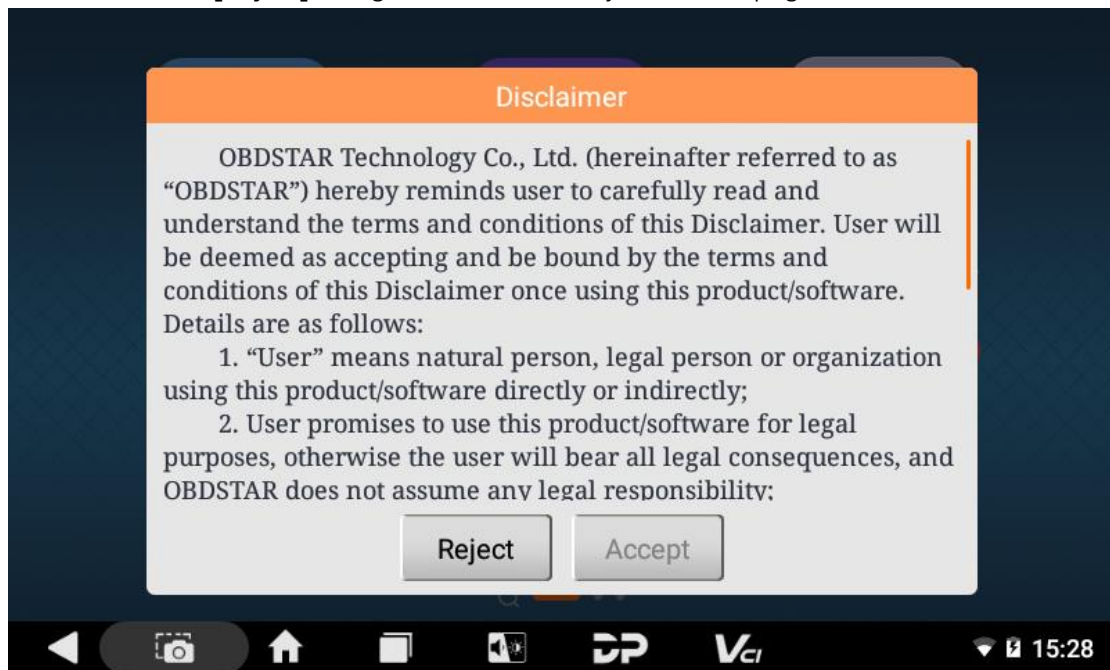 Disclaimer
OBDSTAR Technology Co., Ltd. (hereinafter referred to as
“OBDSTAR”) hereby reminds user to carefully read and
understand the terms and conditions of this Disclaimer. User will
be deemed as accepting and be bound by the terms and
conditions of this Disclaimer once using this product/software.
Details are as follows:
1. “User” means natural person, legal person or organization
using this product/software directly or indirectly;
2. User promises to use this product/software for legal
purposes, otherwise the user will bear all legal consequences, and
OBDSTAR does not assume any legal responsibility;
Reject Accept
DP VCI 15:28